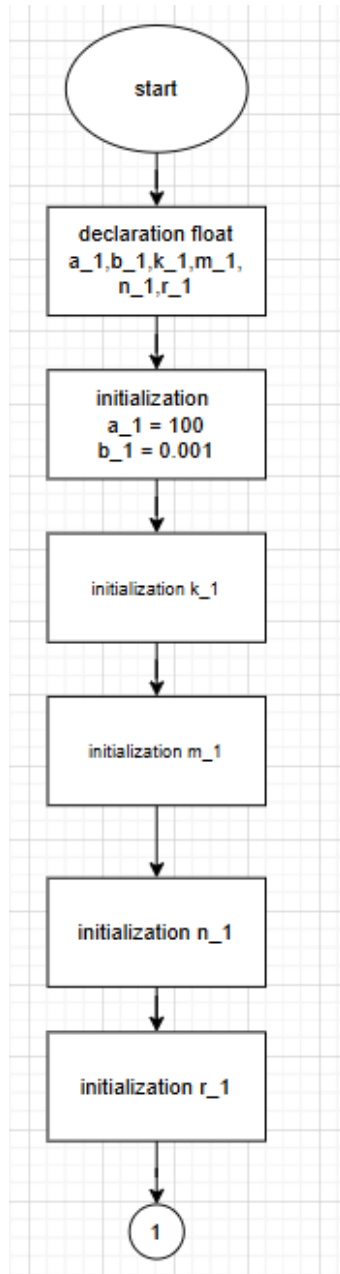 start
declaration float
a_1,b_1,k_1,m_1,
n_1,r_1
initialization
a_1 = 100
b_1 = 0.001
initialization k_1
initialization m_1
initialization n_1
initialization r_1
1